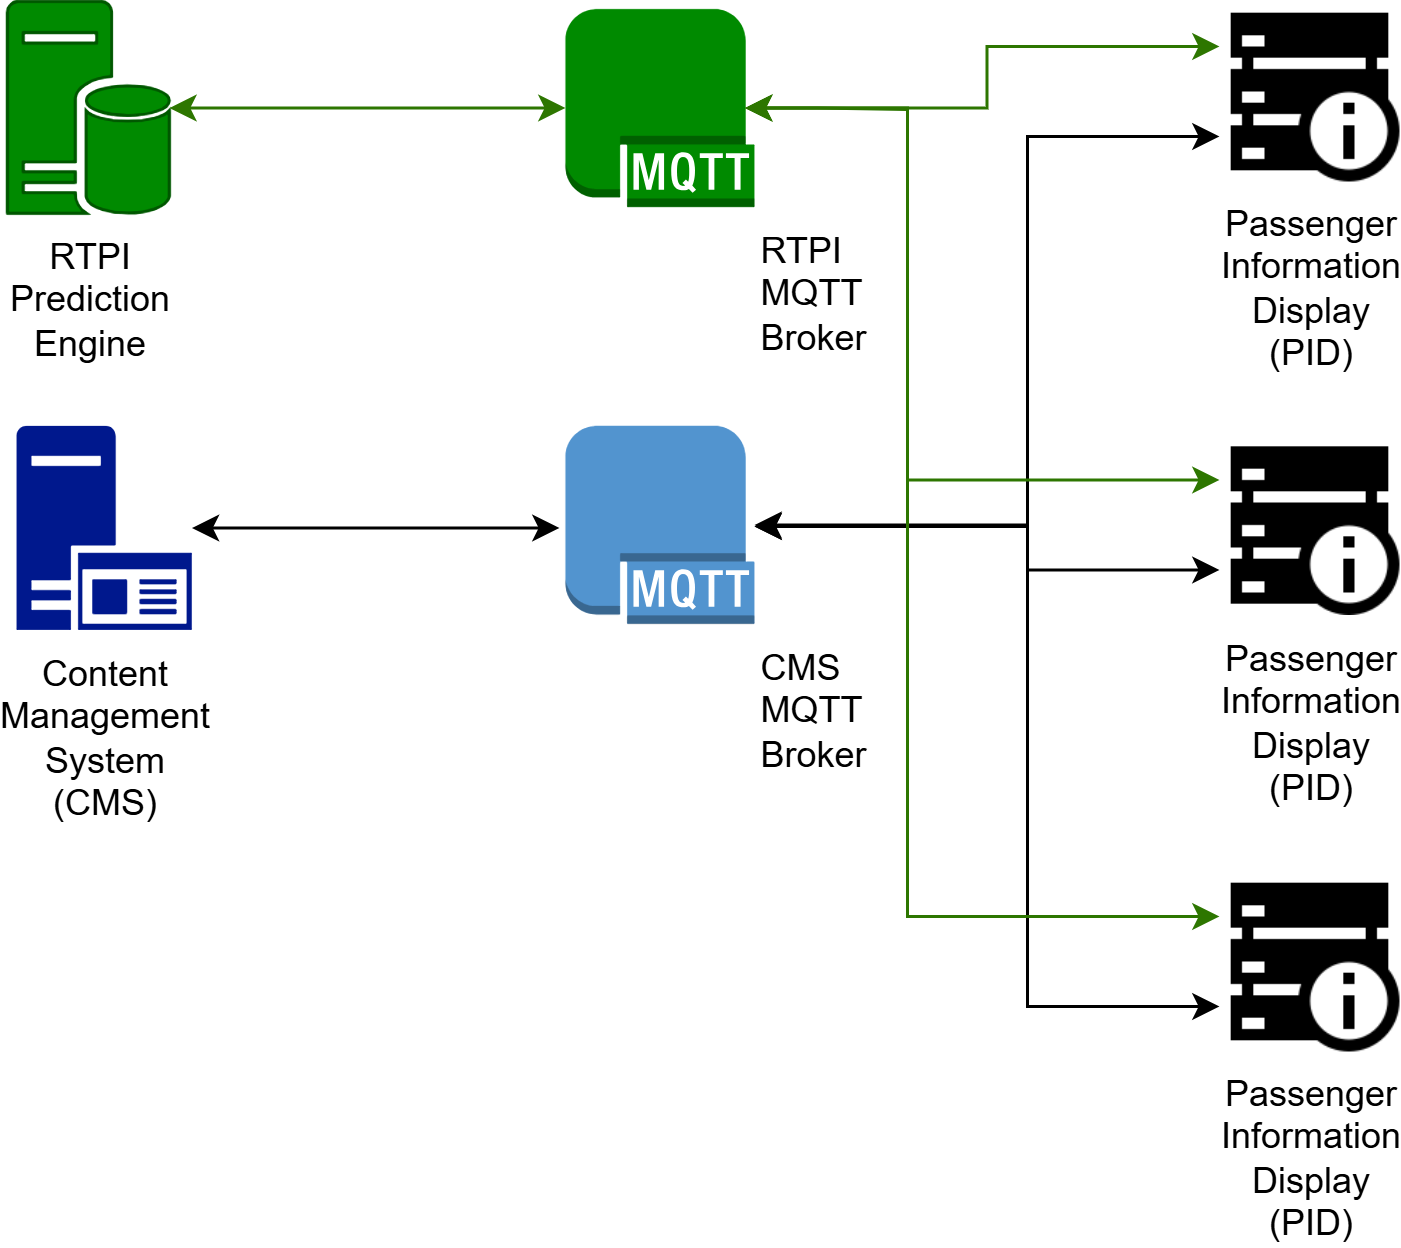 MQTT
RTPI
Prediction
Engine
RTPI
MQTT
Broker
Passenger
Information
Display
(PID)
MQTT
Content
Management
System
(CMS)
CMS
MQTT
Broker
Passenger
Information
Display
(PID)
Passenger
Information
Display
(PID)